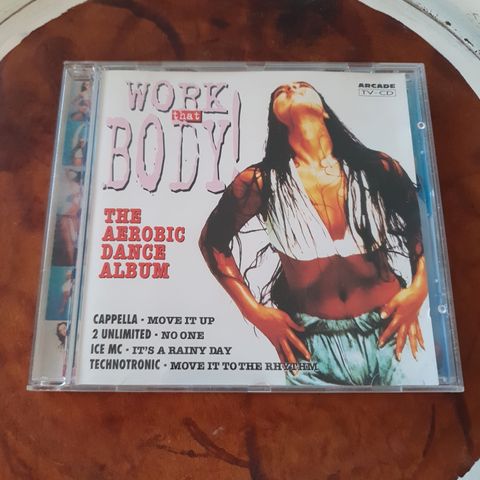 WORK
that
BODY!
ARCADE
TV-CD
THE
AEROBIC
DANCE
ALBUM
CAPPELLA - MOVE IT UP
2 UNLIMITED - NO ONE
ICE MC - IT'S A RAINY DAY
TECHNOTRONIC - MOVE IT TO THE RHYTHM